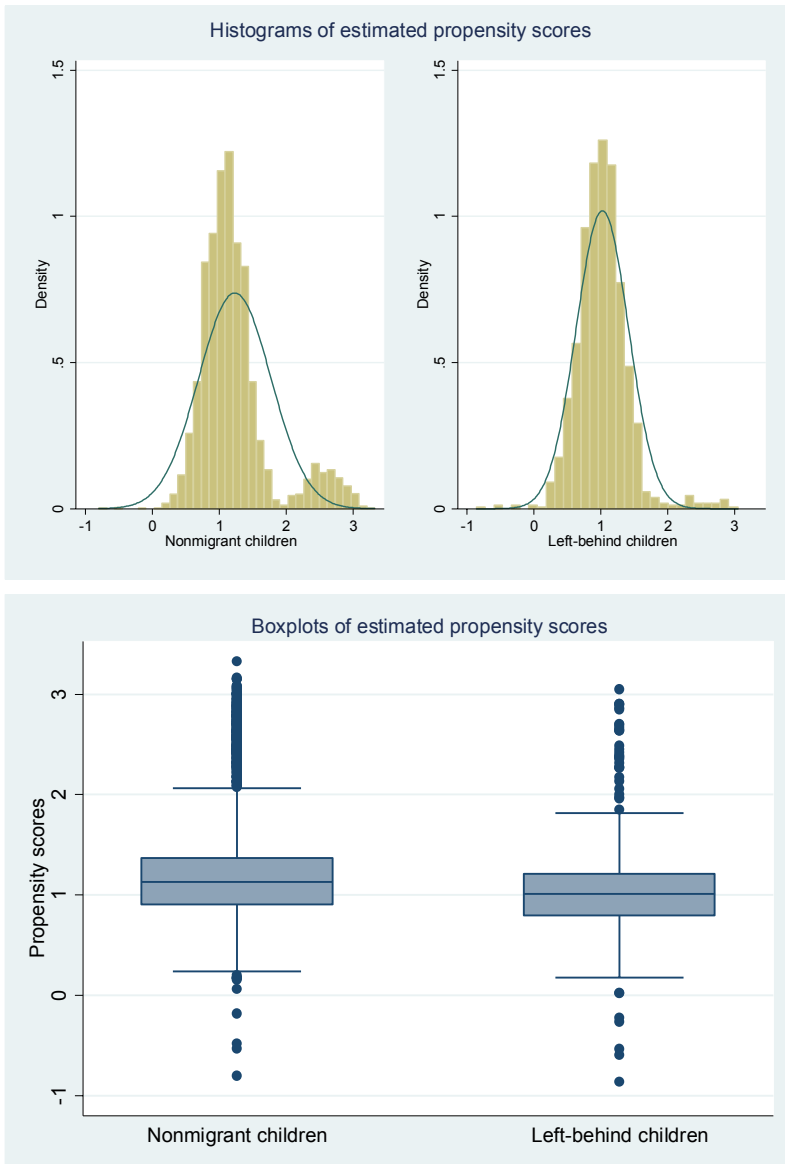 Histograms of estimated propensity scores
1.5
1
.5
0
Density
-1 0 1 2 3
Nonmigrant children
1.5
1
.5
0
Density
-1 0 1 2 3
Left-behind children
Boxplots of estimated propensity scores
3
2
1
0
-1
Propensity scores
Nonmigrant children
Left-behind children